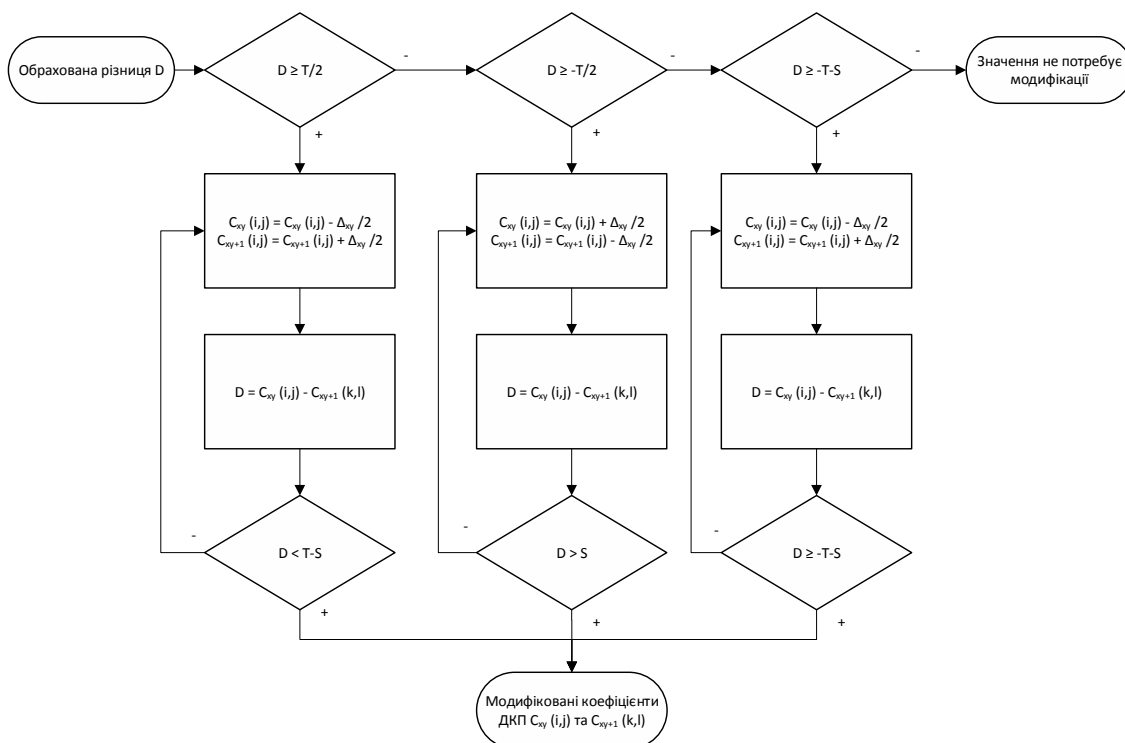 Обрахована різниця D
D ≥ T/2
-
D ≥ -T/2
-
D ≥ -T-S
-
Значення не потребує
модифікації
+
+
+
Cxy (i,j) = Cxy (i,j) - Δxy /2
Cxy+1 (i,j) = Cxy+1 (i,j) + Δxy /2
Cxy (i,j) = Cxy (i,j) + Δxy /2
Cxy+1 (i,j) = Cxy+1 (i,j) - Δxy /2
Cxy (i,j) = Cxy (i,j) - Δxy /2
Cxy+1 (i,j) = Cxy+1 (i,j) + Δxy /2
D = Cxy (i,j) - Cxy+1 (k,l)
D = Cxy (i,j) - Cxy+1 (k,l)
D = Cxy (i,j) - Cxy+1 (k,l)
-
D < T-S
-
D > S
-
D ≥ -T-S
+
+
+
Модифіковані коефіцієнти
ДКП Cxy (i,j) та Cxy+1 (k,l)